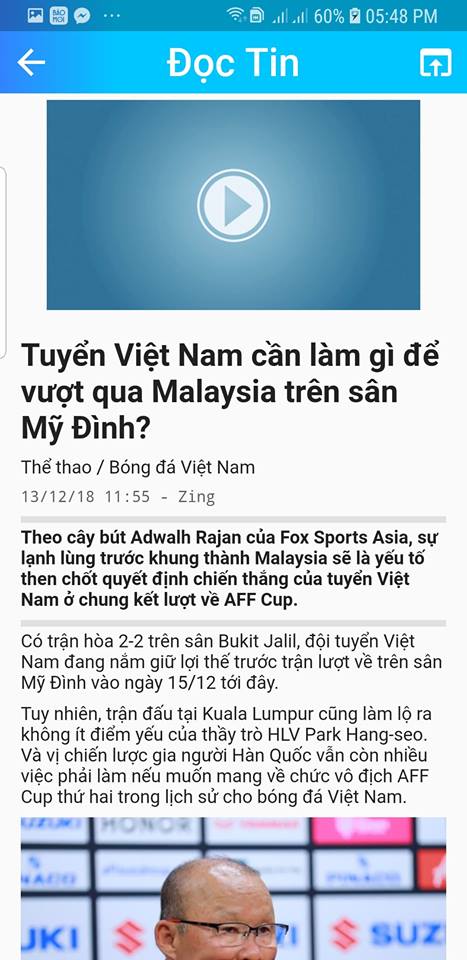 BÁO MỚI
60% 05:48 PM
Đọc Tin
Tuyển Việt Nam cần làm gì để
vượt qua Malaysia trên sân
Mỹ Đình?
Thể thao / Bóng đá Việt Nam
13/12/18 11:55 - Zing
Theo cây bút Adwalh Rajan của Fox Sports Asia, sự
lạnh lùng trước khung thành Malaysia sẽ là yếu tố
then chốt quyết định chiến thắng của tuyển Việt
Nam ở chung kết lượt về AFF Cup.
Có trận hòa 2-2 trên sân Bukit Jalil, đội tuyển Việt
Nam đang nắm giữ lợi thế trước trận lượt về trên sân
Mỹ Đình vào ngày 15/12 tới đây.
Tuy nhiên, trận đấu tại Kuala Lumpur cũng làm lộ ra
không ít điểm yếu của thầy trò HLV Park Hang-seo.
Và vị chiến lược gia người Hàn Quốc vẫn còn nhiều
việc phải làm nếu muốn mang về chức vô địch AFF
Cup thứ hai trong lịch sử cho bóng đá Việt Nam.
UZUKI HONOR
UKI SUZ